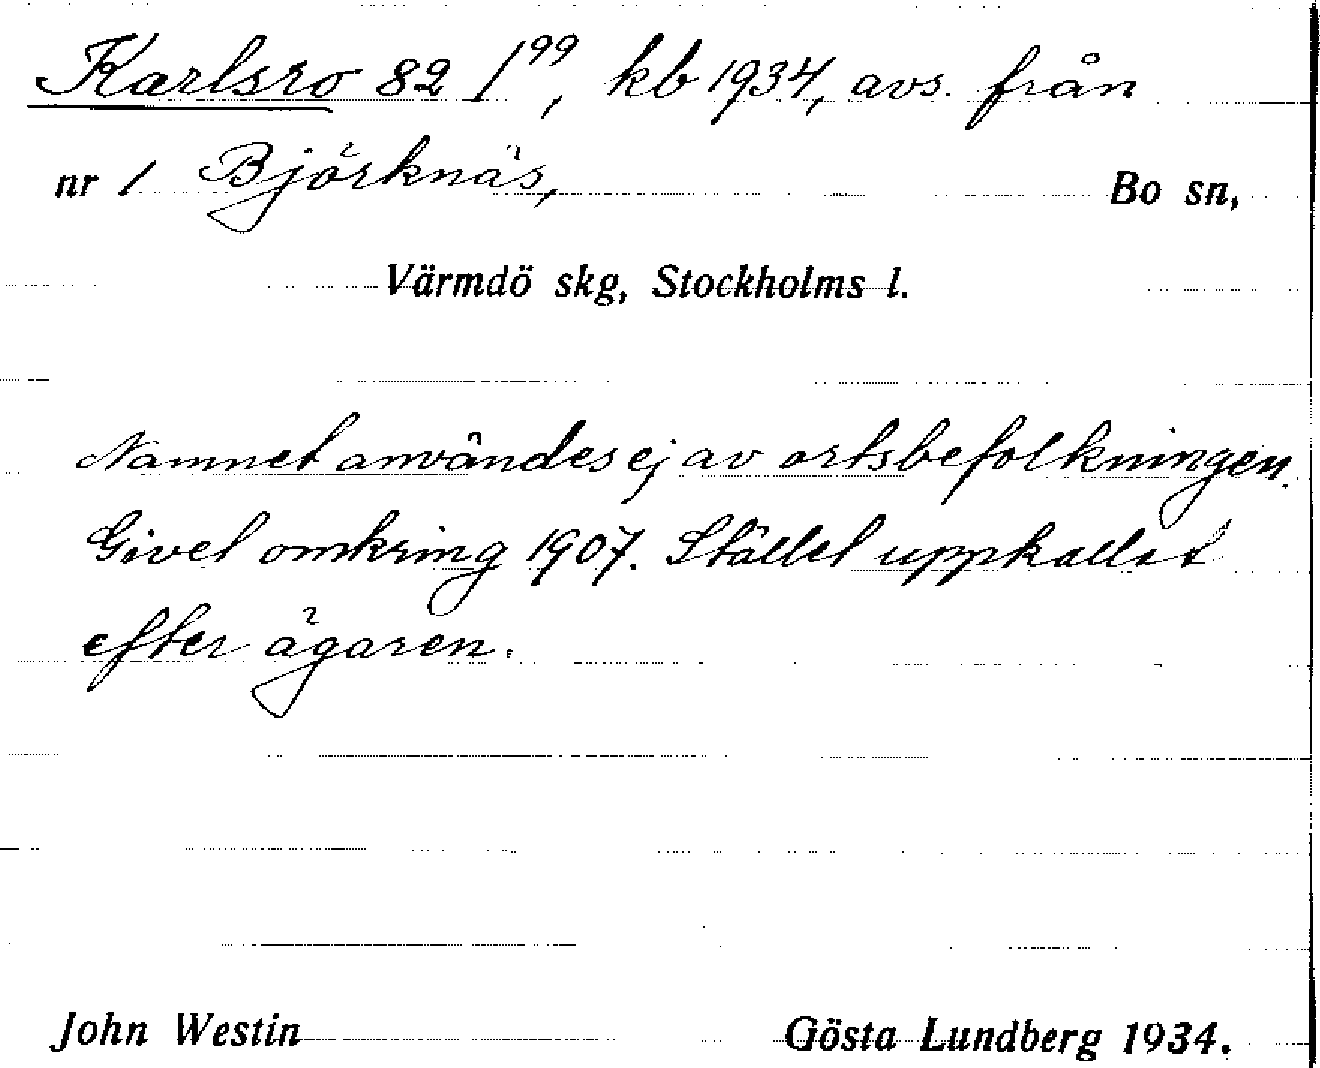 Karlsro 82 1⁹⁹, kb 1934, avs. från
nr 1 Björknäs, Bo sn,
Värmdö skg, Stockholms l.
Namnet användes ej av ortsbefolkningen.
Givet omkring 1907. Stället uppkallat
efter ägaren.
John Westin Gösta Lundberg 1934.